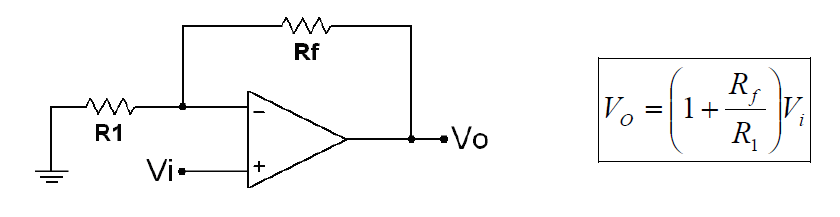 Rf
R1
−
+
Vi
Vo
V_O = (1 + R_f / R_1) V_i